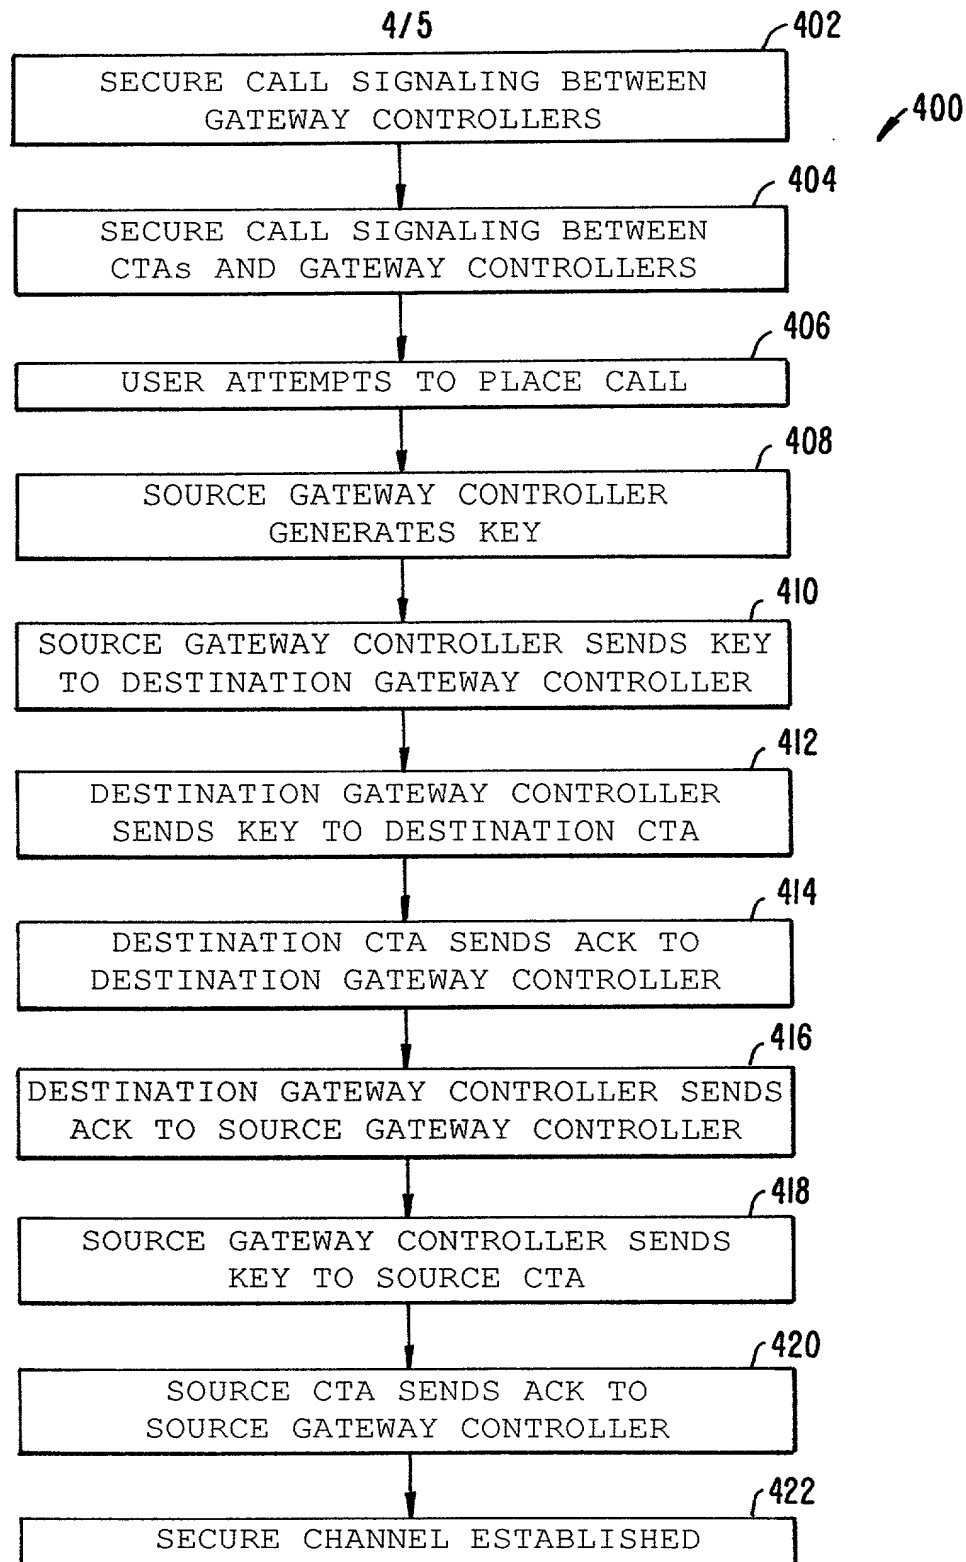 4/5
402
SECURE CALL SIGNALING BETWEEN
GATEWAY CONTROLLERS
400
404
SECURE CALL SIGNALING BETWEEN
CTAs AND GATEWAY CONTROLLERS
406
USER ATTEMPTS TO PLACE CALL
408
SOURCE GATEWAY CONTROLLER
GENERATES KEY
410
SOURCE GATEWAY CONTROLLER SENDS KEY
TO DESTINATION GATEWAY CONTROLLER
412
DESTINATION GATEWAY CONTROLLER
SENDS KEY TO DESTINATION CTA
414
DESTINATION CTA SENDS ACK TO
DESTINATION GATEWAY CONTROLLER
416
DESTINATION GATEWAY CONTROLLER SENDS
ACK TO SOURCE GATEWAY CONTROLLER
418
SOURCE GATEWAY CONTROLLER SENDS
KEY TO SOURCE CTA
420
SOURCE CTA SENDS ACK TO
SOURCE GATEWAY CONTROLLER
422
SECURE CHANNEL ESTABLISHED